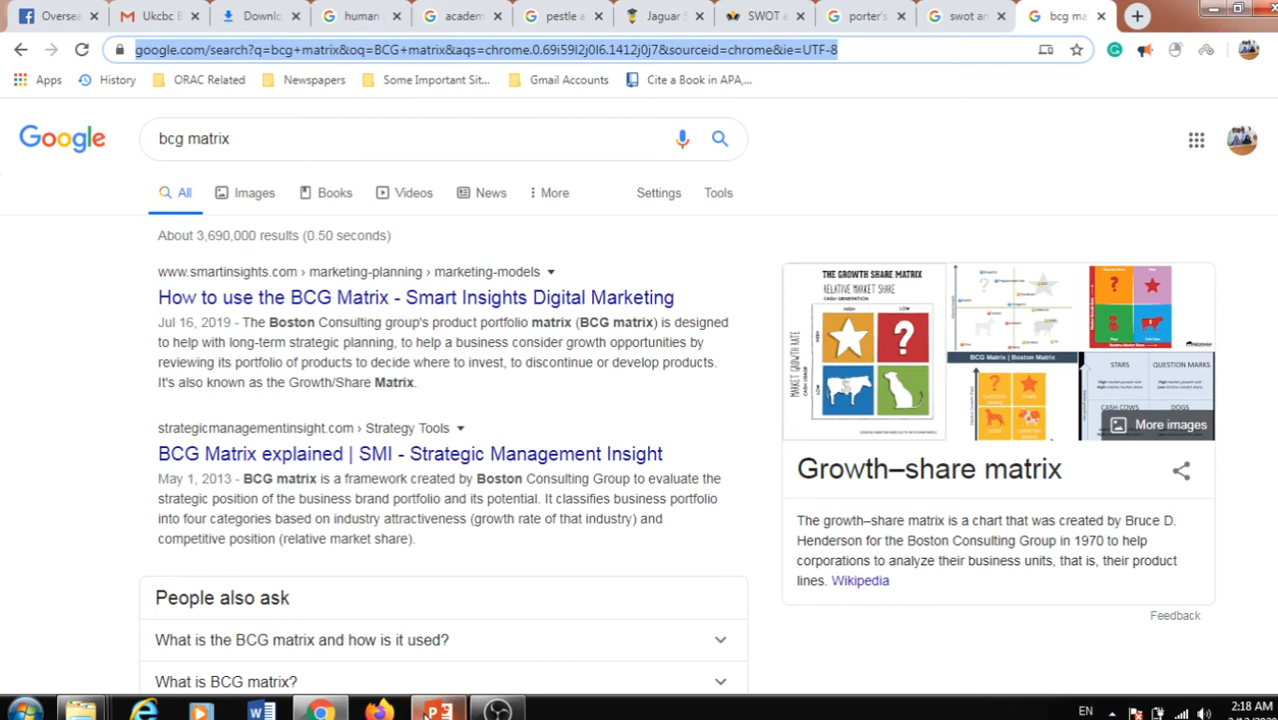 Oversea
Ukcbc E
Downlo
human
academ
pestle a
Jaguar S
SWOT a
porter's
swot an
bcg ma
google.com/search?q=bcg+matrix&oq=BCG+matrix&aqs=chrome.0.69i59l2j0l6.1412j0j7&sourceid=chrome&ie=UTF-8
Apps History ORAC Related Newspapers Some Important Sit... Gmail Accounts Cite a Book in APA,...
Google
bcg matrix
All Images Books Videos News More Settings Tools
About 3,690,000 results (0.50 seconds)
www.smartinsights.com › marketing-planning › marketing-models
How to use the BCG Matrix - Smart Insights Digital Marketing
Jul 16, 2019 - The Boston Consulting group's product portfolio matrix (BCG matrix) is designed
to help with long-term strategic planning, to help a business consider growth opportunities by
reviewing its portfolio of products to decide where to invest, to discontinue or develop products.
It's also known as the Growth/Share Matrix.
strategicmanagementinsight.com › Strategy Tools
BCG Matrix explained | SMI - Strategic Management Insight
May 1, 2013 - BCG matrix is a framework created by Boston Consulting Group to evaluate the
strategic position of the business brand portfolio and its potential. It classifies business portfolio
into four categories based on industry attractiveness (growth rate of that industry) and
competitive position (relative market share).
People also ask
What is the BCG matrix and how is it used?
What is BCG matrix?
THE GROWTH SHARE MATRIX
RELATIVE MARKET SHARE
CASH GENERATION
HIGH LOW
MARKET GROWTH RATE
CASH USAGE
HIGH
LOW
BCG Matrix | Boston Matrix
STARS
QUESTION MARKS
CASH COWS
DOGS
More images
Growth–share matrix
The growth–share matrix is a chart that was created by Bruce D.
Henderson for the Boston Consulting Group in 1970 to help
corporations to analyze their business units, that is, their product
lines. Wikipedia
Feedback
EN
2:18 AM